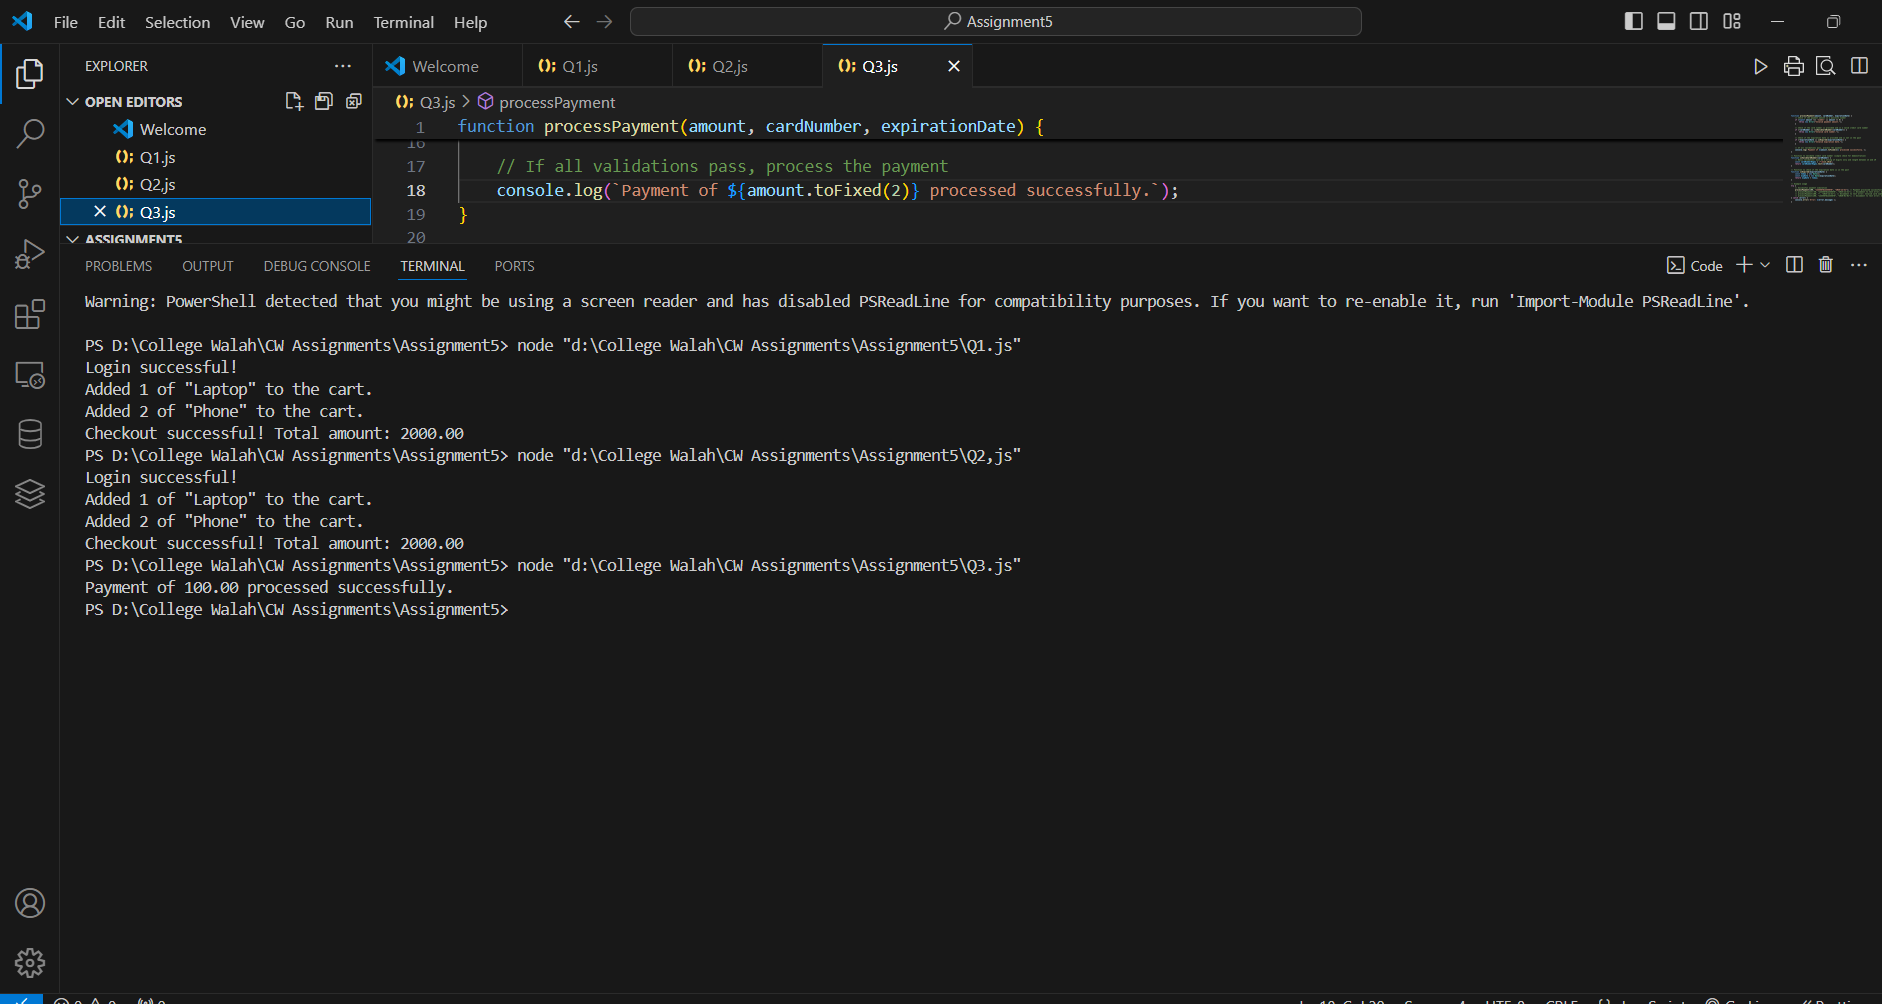 File Edit Selection View Go Run Terminal Help
Assignment5
EXPLORER
OPEN EDITORS
Welcome
Q1.js
Q2,js
Q3.js
ASSIGNMENT5
Welcome
Q1.js
Q2,js
Q3.js
Q3.js > processPayment
1 function processPayment(amount, cardNumber, expirationDate) {
16
17 // If all validations pass, process the payment
18 console.log(`Payment of ${amount.toFixed(2)} processed successfully.`);
19 }
20
PROBLEMS OUTPUT DEBUG CONSOLE TERMINAL PORTS
Code
Warning: PowerShell detected that you might be using a screen reader and has disabled PSReadLine for compatibility purposes. If you want to re-enable it, run 'Import-Module PSReadLine'.
PS D:\College Walah\CW Assignments\Assignment5> node "d:\College Walah\CW Assignments\Assignment5\Q1.js"
Login successful!
Added 1 of "Laptop" to the cart.
Added 2 of "Phone" to the cart.
Checkout successful! Total amount: 2000.00
PS D:\College Walah\CW Assignments\Assignment5> node "d:\College Walah\CW Assignments\Assignment5\Q2,js"
Login successful!
Added 1 of "Laptop" to the cart.
Added 2 of "Phone" to the cart.
Checkout successful! Total amount: 2000.00
PS D:\College Walah\CW Assignments\Assignment5> node "d:\College Walah\CW Assignments\Assignment5\Q3.js"
Payment of 100.00 processed successfully.
PS D:\College Walah\CW Assignments\Assignment5>